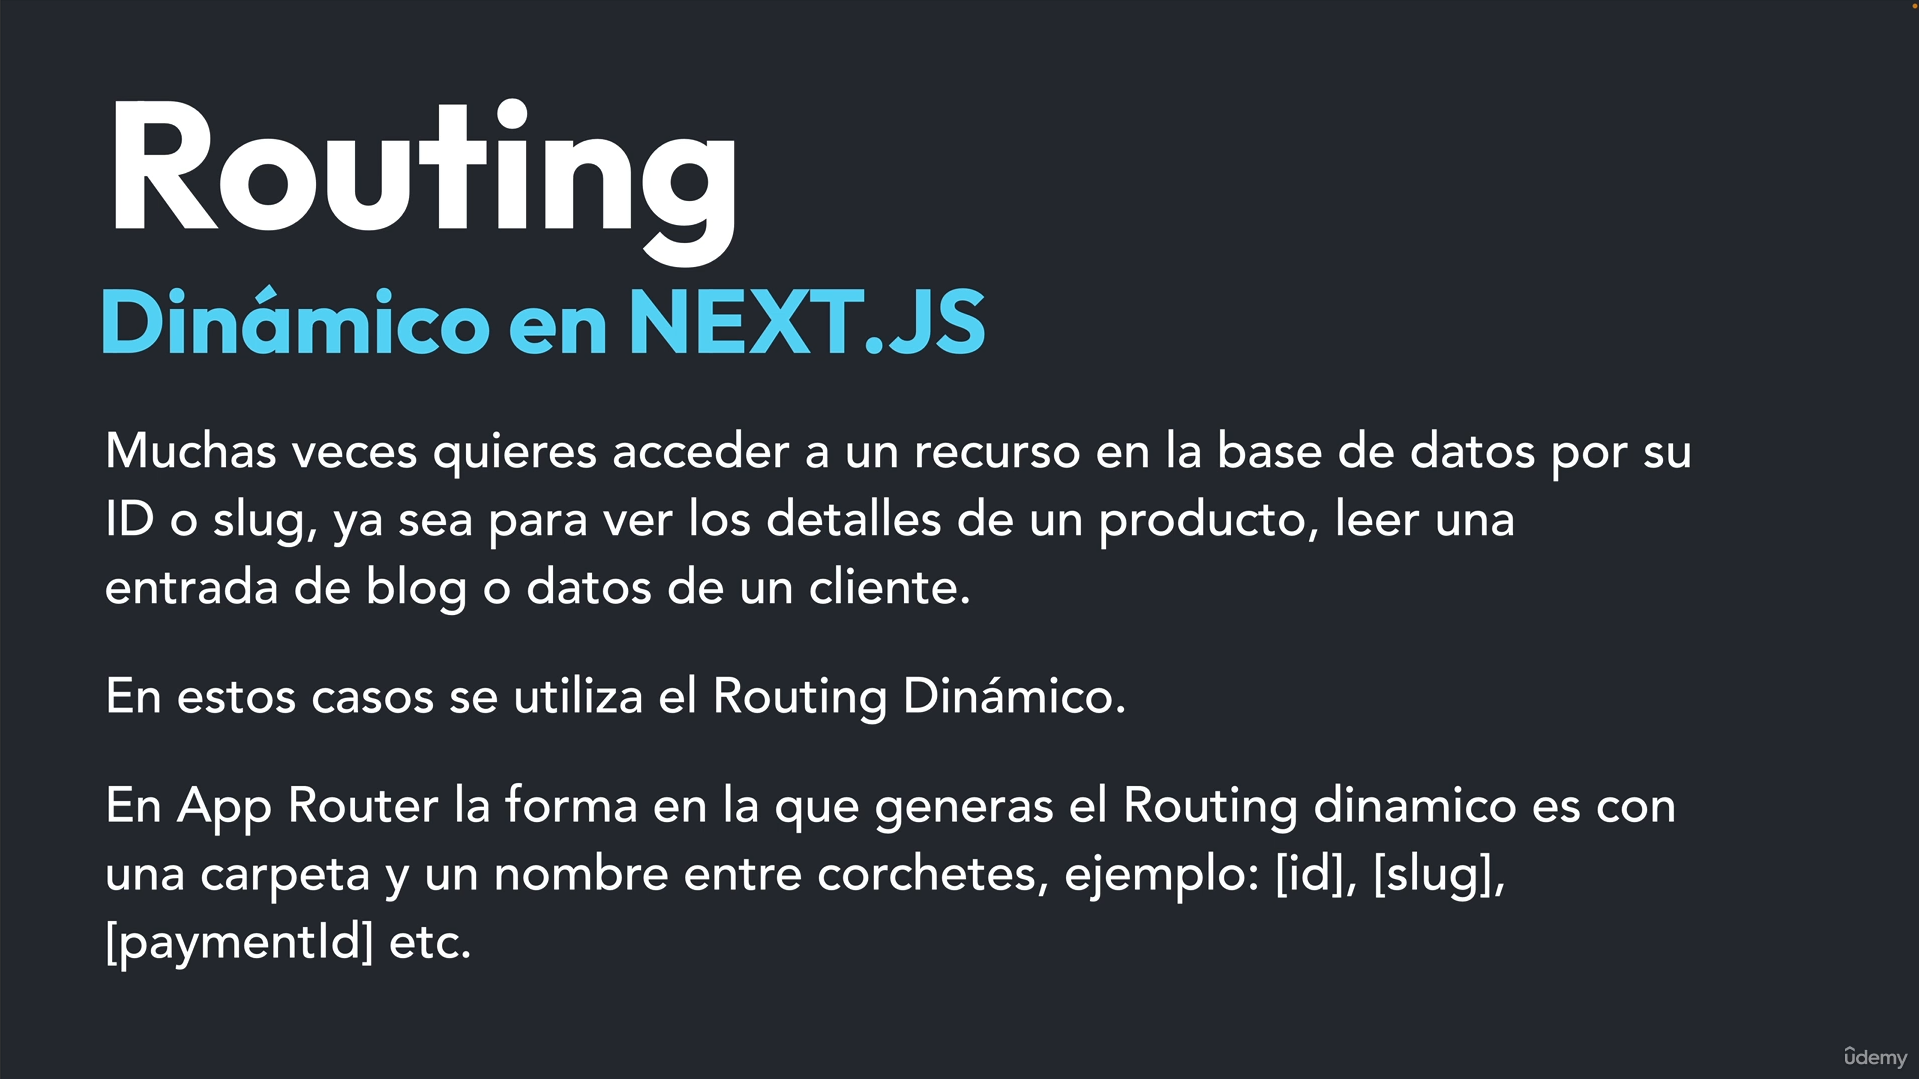 Routing
Dinámico en NEXT.JS
Muchas veces quieres acceder a un recurso en la base de datos por su
ID o slug, ya sea para ver los detalles de un producto, leer una
entrada de blog o datos de un cliente.
En estos casos se utiliza el Routing Dinámico.
En App Router la forma en la que generas el Routing dinamico es con
una carpeta y un nombre entre corchetes, ejemplo: [id], [slug],
[paymentId] etc.
udemy